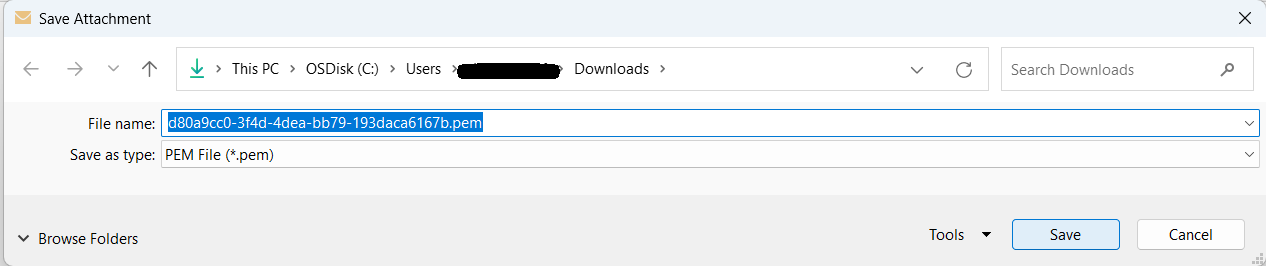 Save Attachment
This PC > OSDisk (C:) > Users > Downloads >
Search Downloads
File name: d80a9cc0-3f4d-4dea-bb79-193daca6167b.pem
Save as type: PEM File (*.pem)
Browse Folders
Tools
Save
Cancel